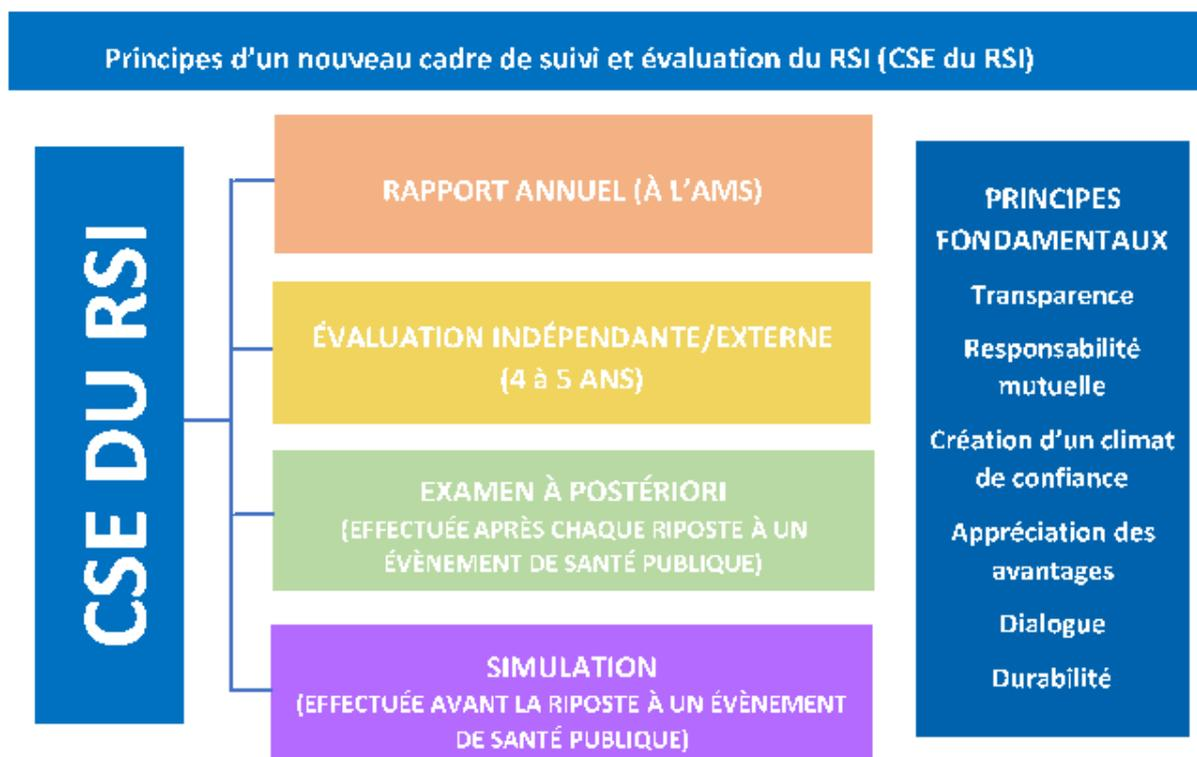 Principes d'un nouveau cadre de suivi et évaluation du RSI (CSE du RSI)
CSE DU RSI
RAPPORT ANNUEL (À L'AMS)
ÉVALUATION INDÉPENDANTE/EXTERNE
(4 à 5 ANS)
EXAMEN À POSTÉRIORI
(EFFECTUÉE APRÈS CHAQUE RIPOSTE À UN
ÉVÈNEMENT DE SANTÉ PUBLIQUE)
SIMULATION
(EFFECTUÉE AVANT LA RIPOSTE À UN ÉVÈNEMENT
DE SANTÉ PUBLIQUE)
PRINCIPES
FONDAMENTAUX
Transparence
Responsabilité
mutuelle
Création d'un climat
de confiance
Appréciation des
avantages
Dialogue
Durabilité